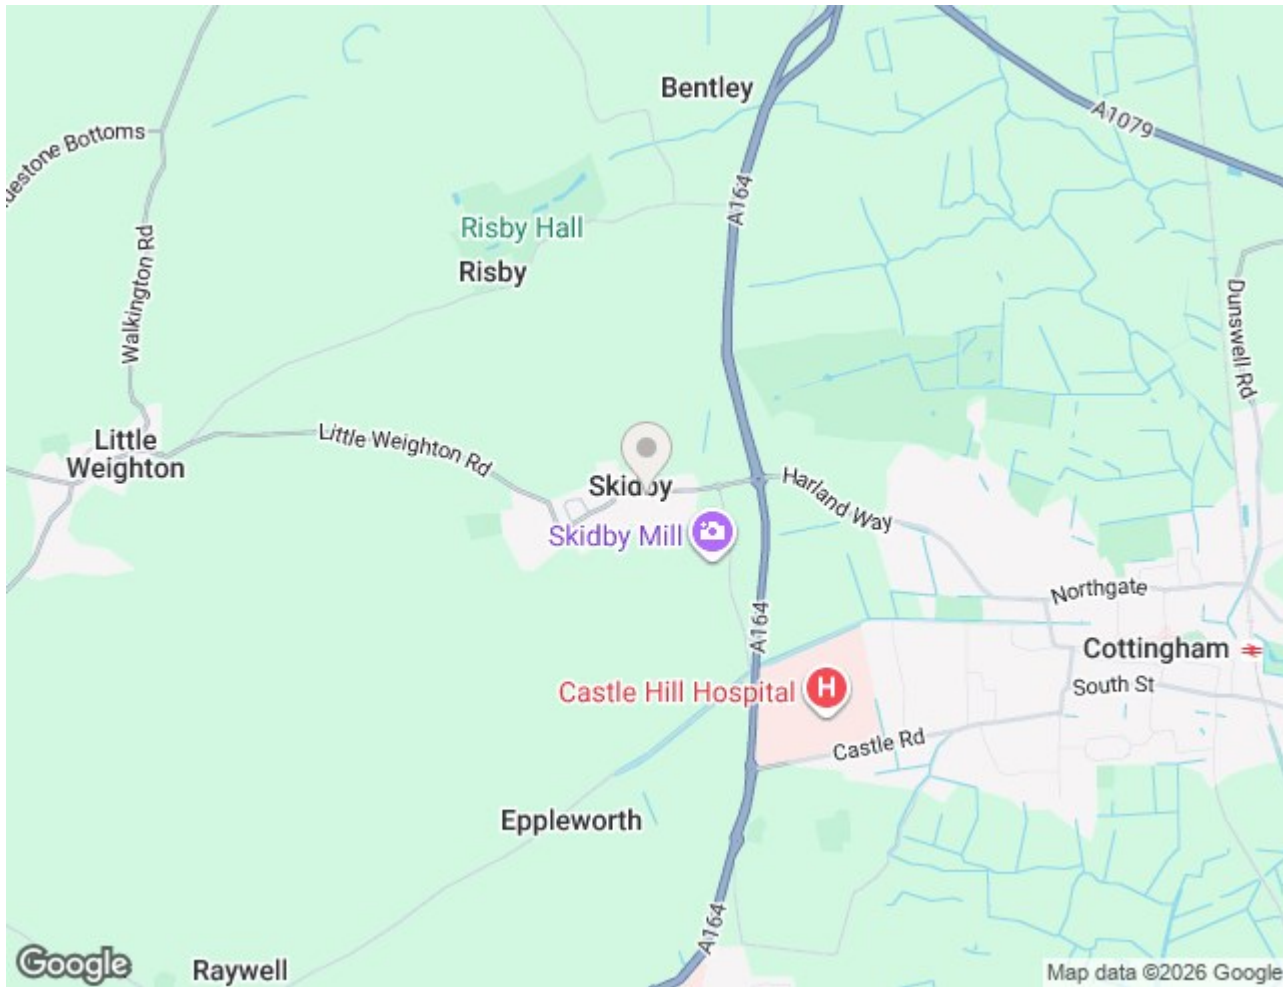 Bentley
A1079
destone Bottoms
A164
Risby Hall
Risby
Walkington Rd
Dunswell Rd
Little
Weighton
Little Weighton Rd
Skidby
Harland Way
Skidby Mill
Northgate
A164
Cottingham
South St
Castle Hill Hospital
H
Castle Rd
Eppleworth
A164
Raywell
Google
Map data ©2026 Google